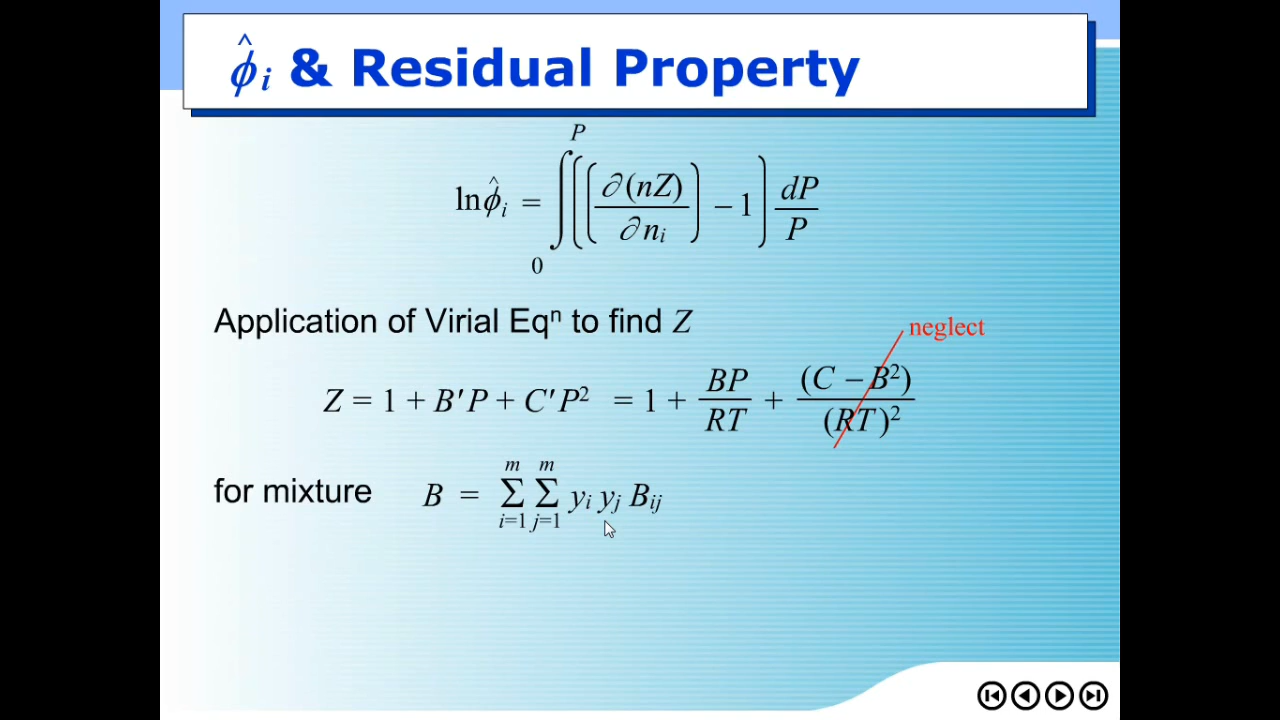 ϕ̂ᵢ & Residual Property
ln ϕ̂ᵢ = ∫₀ᴾ ( ( ∂(nZ) / ∂nᵢ ) − 1 ) dP / P
Application of Virial Eqⁿ to find Z
neglect
Z = 1 + B′P + C′P² = 1 + BP / RT + (C − B²) / (RT)²
for mixture B = Σᵢ₌₁ᵐ Σⱼ₌₁ᵐ yᵢ yⱼ Bᵢⱼ